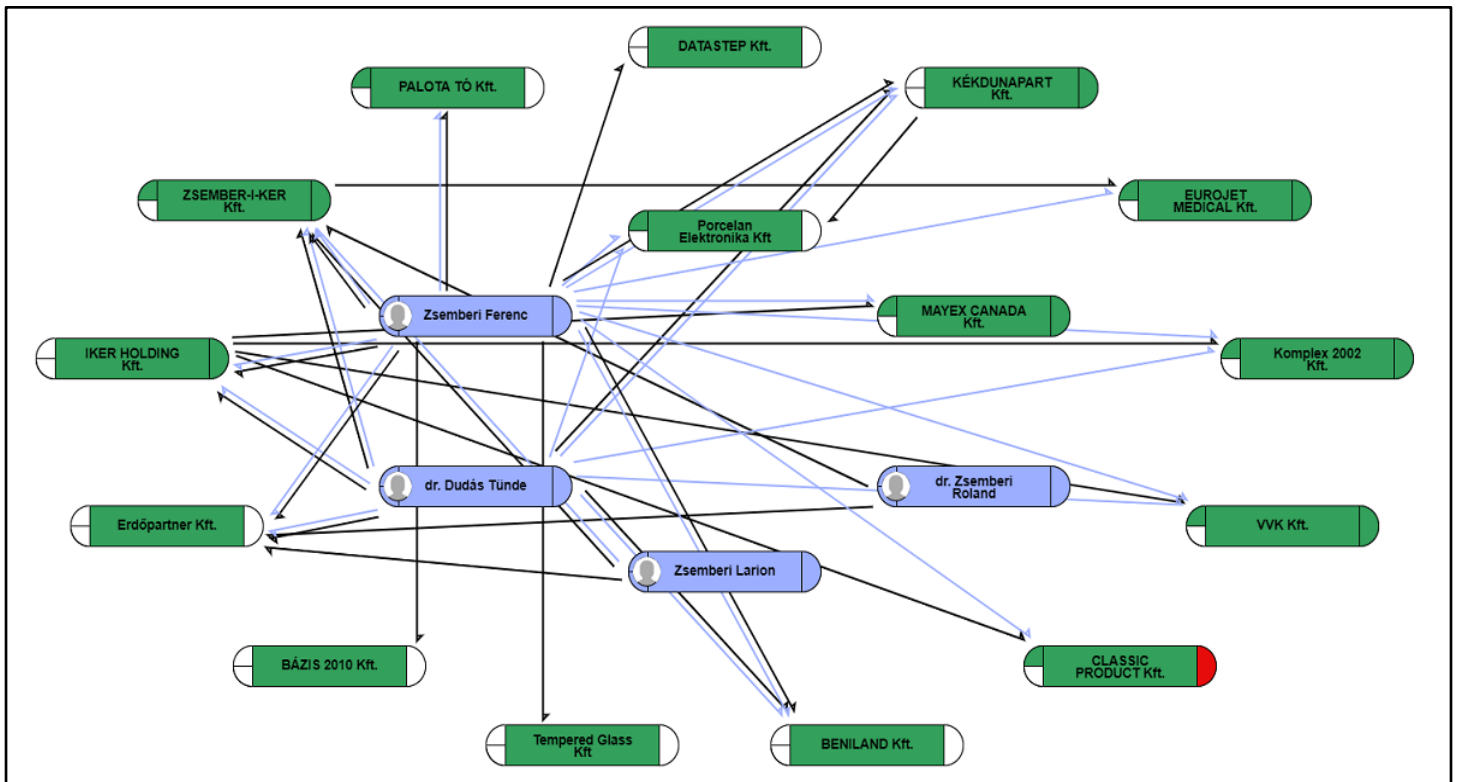 DATASTEP Kft.
PALOTA TÓ Kft.
KÉKDUNAPART
Kft.
ZSEMBER-I-KER
Kft.
EUROJET
MEDICAL Kft.
Porcelan
Elektronika Kft
Zsemberi Ferenc
MAYEX CANADA
Kft.
IKER HOLDING
Kft.
Komplex 2002
Kft.
dr. Dudás Tünde
dr. Zsemberi
Roland
Erdőpartner Kft.
VVK Kft.
Zsemberi Larion
BÁZIS 2010 Kft.
CLASSIC
PRODUCT Kft.
Tempered Glass
Kft
BENILAND Kft.